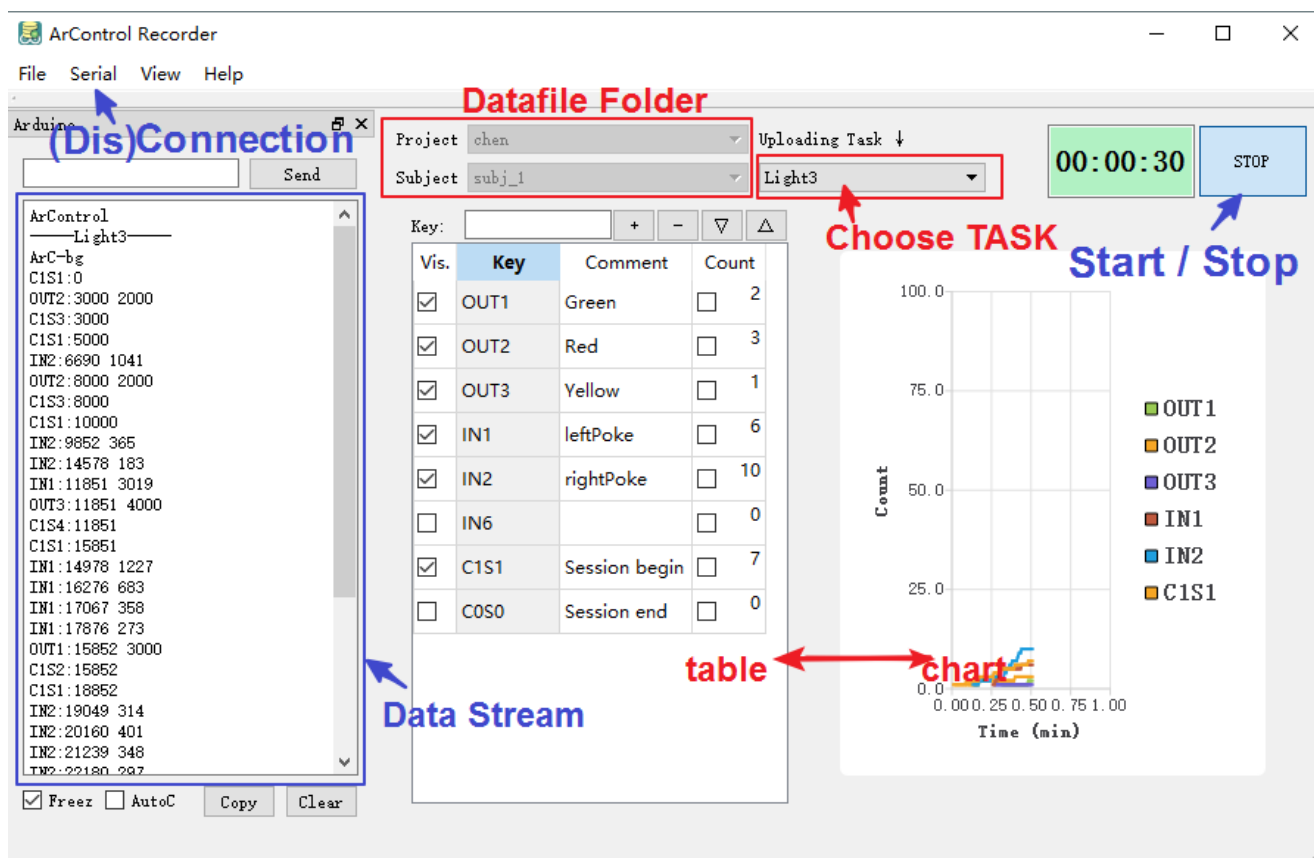 ArControl Recorder
File Serial View Help
Datafile Folder
Arduino
(Dis)Connection
Project chen
Uploading Task ↓
Send
Subject subj_1
Light3
00:00:30
STOP
Choose TASK
Start / Stop
ArControl
——Light3——
ArC-bg
C1S1:0
OUT2:3000 2000
C1S3:3000
C1S1:5000
IN2:6690 1041
OUT2:8000 2000
C1S3:8000
C1S1:10000
IN2:9852 365
IN2:14578 183
IN1:11851 3019
OUT3:11851 4000
C1S4:11851
C1S1:15851
IN1:14978 1227
IN1:16276 683
IN1:17067 358
IN1:17876 273
OUT1:15852 3000
C1S2:15852
C1S1:18852
IN2:19049 314
IN2:20160 401
IN2:21239 348
IN2:22180 297
Data Stream
Freez AutoC Copy Clear
Key: + - ▽ △
Vis. Key Comment Count
OUT1 Green 2
OUT2 Red 3
OUT3 Yellow 1
IN1 leftPoke 6
IN2 rightPoke 10
IN6 0
C1S1 Session begin 7
C0S0 Session end 0
table
chart
100.0
75.0
50.0
25.0
0.0
Count
0.00 0.25 0.50 0.75 1.00
Time (min)
OUT1
OUT2
OUT3
IN1
IN2
C1S1